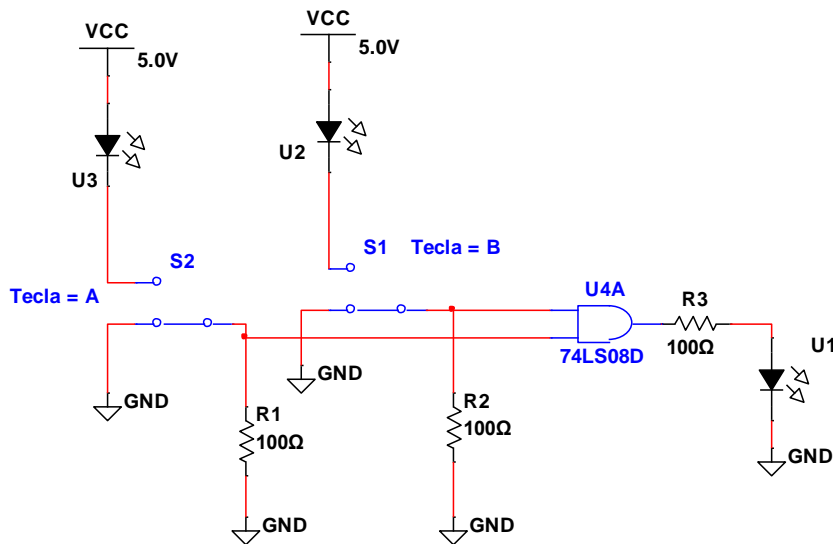 VCC
5.0V
VCC
5.0V
U3
U2
S2
S1 Tecla = B
Tecla = A
U4A
R3
74LS08D
100Ω
U1
GND
GND
R1
100Ω
R2
100Ω
GND
GND
GND